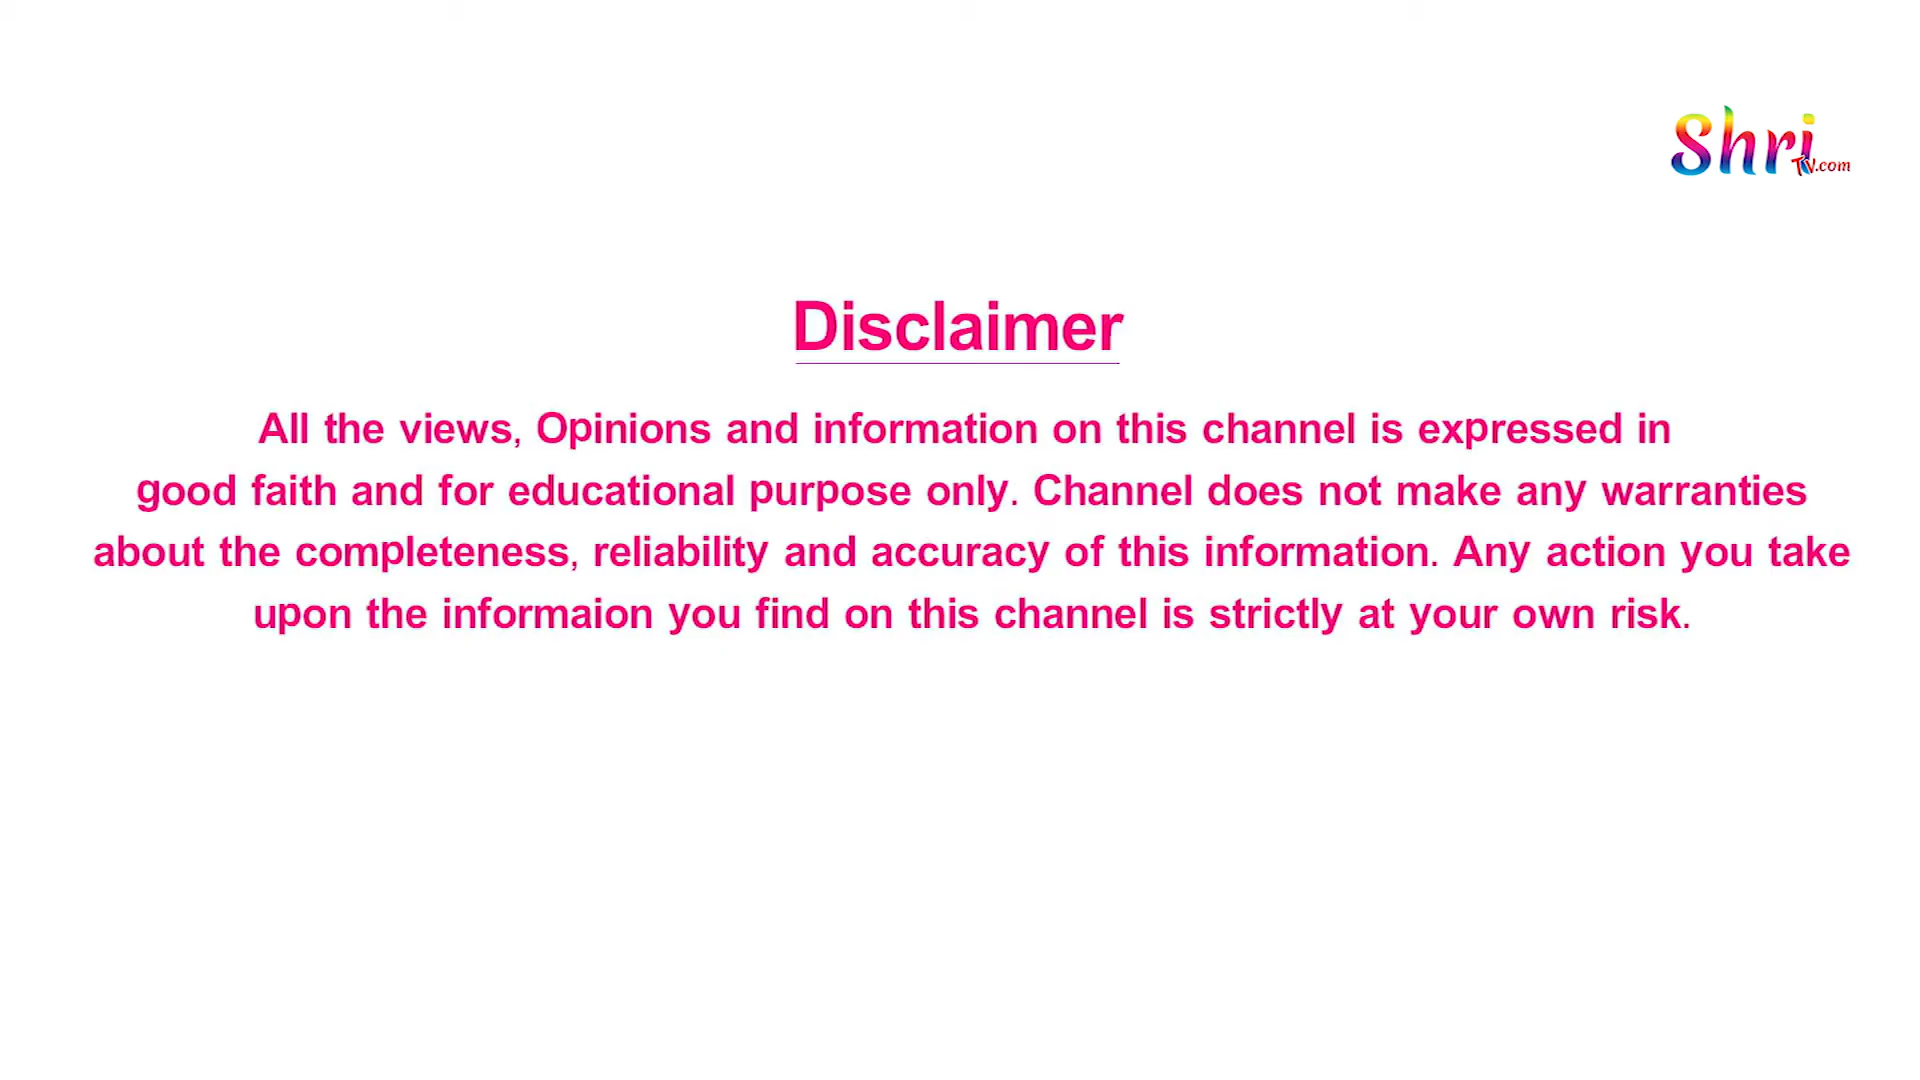 Shri
TV.com
Disclaimer
All the views, Opinions and information on this channel is expressed in
good faith and for educational purpose only. Channel does not make any warranties
about the completeness, reliability and accuracy of this information. Any action you take
upon the informaion you find on this channel is strictly at your own risk.